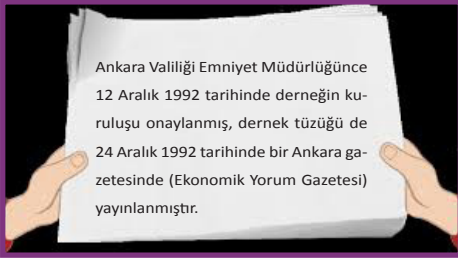 Ankara Valiliği Emniyet Müdürlüğünce
12 Aralık 1992 tarihinde derneğin ku-
ruluşu onaylanmış, dernek tüzüğü de
24 Aralık 1992 tarihinde bir Ankara ga-
zetesinde (Ekonomik Yorum Gazetesi)
yayınlanmıştır.